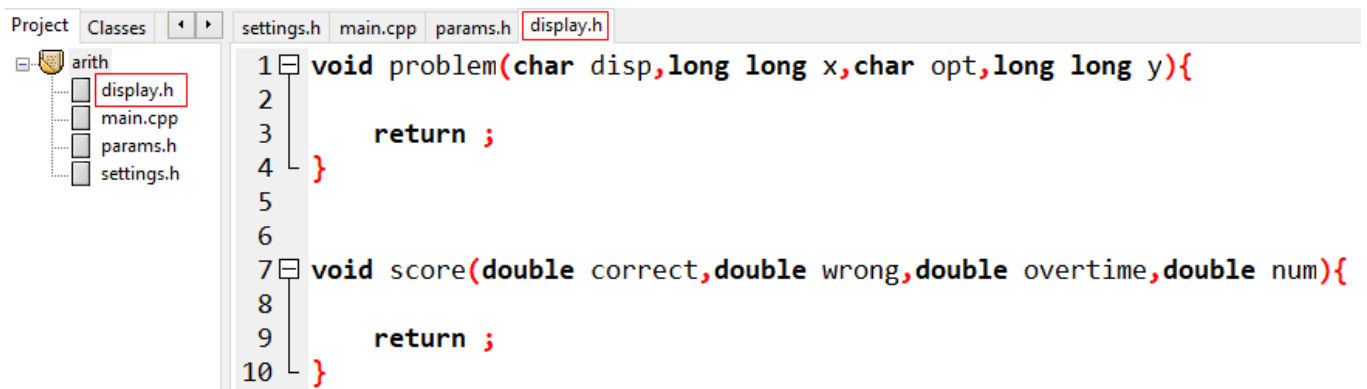 Project Classes
settings.h main.cpp params.h display.h
arith
display.h
main.cpp
params.h
settings.h
1 void problem(char disp,long long x,char opt,long long y){
2
3 return ;
4 }
5
6
7 void score(double correct,double wrong,double overtime,double num){
8
9 return ;
10 }